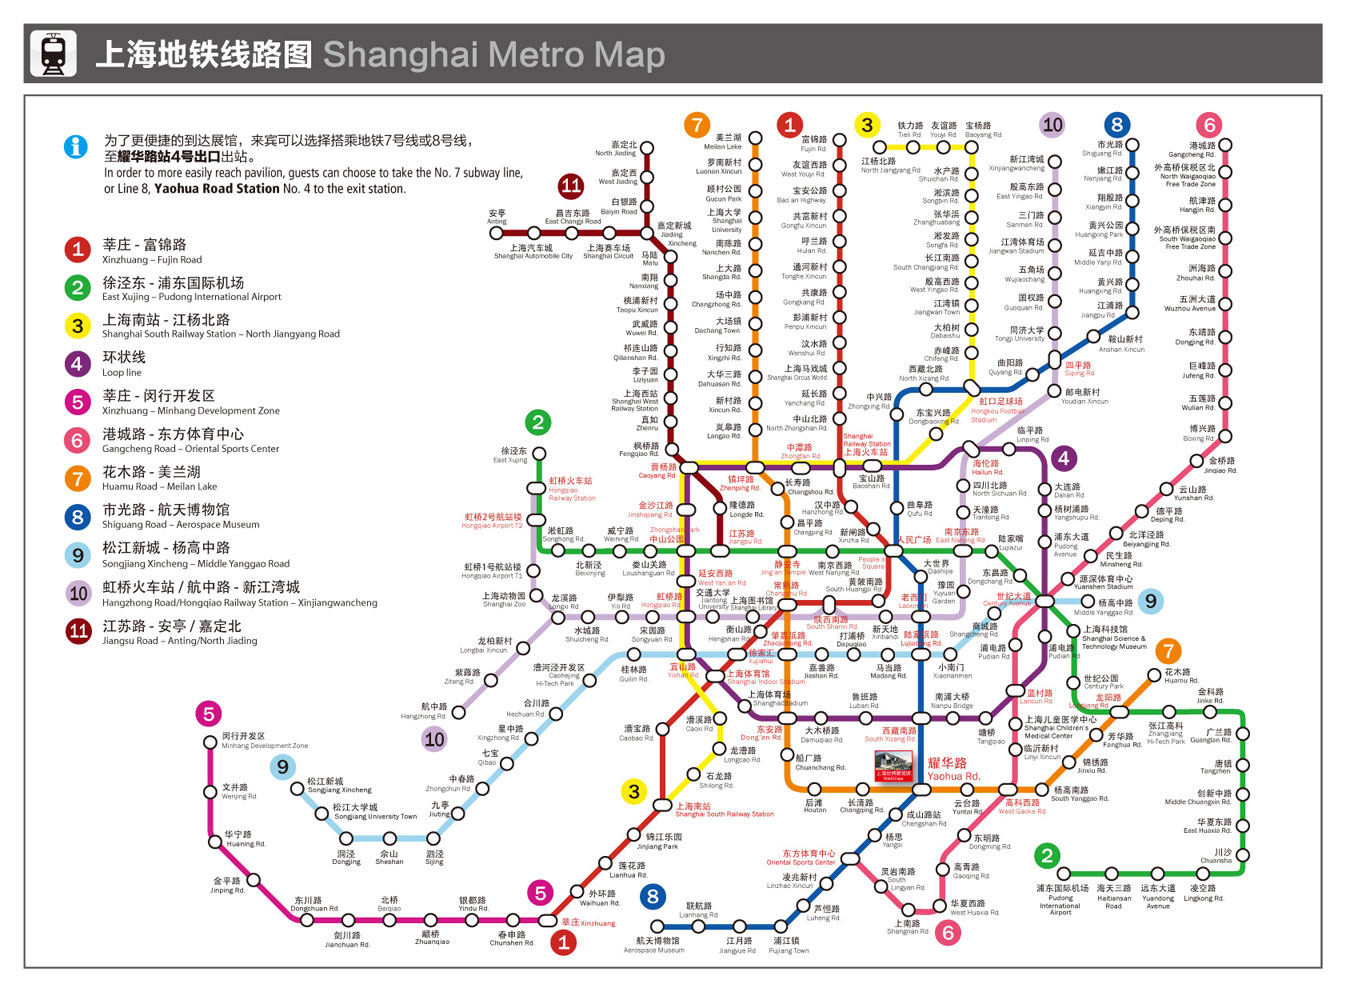 上海地铁线路图 Shanghai Metro Map
为了更便捷的到达展馆，来宾可以选择搭乘地铁7号线或8号线，
至耀华路站4号出口出站。
In order to more easily reach pavilion, guests can choose to take the No. 7 subway line,
or Line 8, Yaohua Road Station No. 4 to the exit station.
1 莘庄 - 富锦路
Xinzhuang – Fujin Road
2 徐泾东 - 浦东国际机场
East Xujing – Pudong International Airport
3 上海南站 - 江杨北路
Shanghai South Railway Station – North Jiangyang Road
4 环状线
Loop line
5 莘庄 - 闵行开发区
Xinzhuang – Minhang Development Zone
6 港城路 - 东方体育中心
Gangcheng Road – Oriental Sports Center
7 花木路 - 美兰湖
Huamu Road – Meilan Lake
8 市光路 - 航天博物馆
Shiguang Road – Aerospace Museum
9 松江新城 - 杨高中路
Songjiang Xincheng – Middle Yanggao Road
10 虹桥火车站 / 航中路 - 新江湾城
Hangzhong Road/Hongqiao Railway Station – Xinjiangwancheng
11 江苏路 - 安亭 / 嘉定北
Jiangsu Road – Anting/North Jiading
11
嘉定北
North Jiading
嘉定西
West Jiading
白银路
Baiyin Road
安亭
Anting
昌吉东路
East Changji Road
上海汽车城
Shanghai Automobile City
上海赛车场
Shanghai Circuit
嘉定新城
Jiading
Xincheng
马陆
Malu
南翔
Nanxiang
桃浦新村
Taopu Xincun
武威路
Wuwei Rd.
祁连山路
Qilianshan Rd.
李子园
Liziyuan
上海西站
Shanghai West
Railway Station
真如
Zhenru
枫桥路
Fengqiao Rd.
曹杨路
Caoyang Rd.
隆德路
Longde Rd.
江苏路
Jiangsu Rd.
7
美兰湖
Meilan Lake
罗南新村
Luonan Xincun
顾村公园
Gucun Park
上海大学
Shanghai
University
南陈路
Nanchen Rd.
上大路
Shangda Rd.
场中路
Changzhong Rd.
大场镇
Dachang Town
行知路
Xingzhi Rd.
大华三路
Dahuasan Rd.
新村路
Xincun Rd.
岚皋路
Langao Rd.
镇坪路
Zhenping Rd.
长寿路
Changshou Rd.
昌平路
Changping Rd.
静安寺
Jing'an Temple
1
富锦路
Fujin Rd.
友谊西路
West Youyi Rd.
宝安公路
Bao an Highway
共富新村
Gongfu Xincun
呼兰路
Hulan Rd.
通河新村
Tonghe Xincun
共康路
Gongkang Rd.
彭浦新村
Penpu Xincun
汶水路
Wenshui Rd.
上海马戏城
Shanghai Circus World
延长路
Yanchang Rd.
中山北路
North Zhongshan Rd.
中潭路
Zhongtan Rd.
Shanghai
Railway Station
上海火车站
汉中路
Hanzhong Rd.
新闸路
Xinzha Rd.
人民广场
People's
Square
3
铁力路
Tieli Rd.
友谊路
Youyi Rd.
宝杨路
Baoyang Rd.
江杨北路
North Jiangyang Rd.
水产路
Shuichan Rd.
淞滨路
Songbin Rd.
张华浜
Zhanghuabang
淞发路
Songfa Rd.
长江南路
South Changjiang Rd.
殷高西路
West Yingao Rd.
江湾镇
Jiangwan Town
大柏树
Dabaishu
赤峰路
Chifeng Rd.
虹口足球场
Hongkou Football
Stadium
东宝兴路
Dongbaoxing Rd.
宝山路
Baoshan Rd.
10
新江湾城
Xinjiangwancheng
殷高东路
East Yingao Rd.
三门路
Sanmen Rd.
江湾体育场
Jiangwan Stadium
五角场
Wujiaochang
国权路
Guoquan Rd.
同济大学
Tongji University
四平路
Siping Rd.
邮电新村
Youdian Xincun
海伦路
Hailun Rd.
四川北路
North Sichuan Rd.
天潼路
Tiantong Rd.
南京东路
East Nanjing Rd.
豫园
Yuyuan
Garden
8
市光路
Shiguang Rd.
嫩江路
Nenjiang Rd.
翔殷路
Xiangyin Rd.
黄兴公园
Huangxing Park
延吉中路
Middle Yanji Rd.
黄兴路
Huangxing Rd.
江浦路
Jiangpu Rd.
鞍山新村
Anshan Xincun
曲阳路
Quyang Rd.
西藏北路
North Xizang Rd.
中兴路
Zhongxing Rd.
曲阜路
Qufu Rd.
大世界
Dashijie
老西门
Laoximen
6
港城路
Gangcheng Rd.
外高桥保税区北
North Waigaoqiao
Free Trade Zone
航津路
Hangjin Rd.
外高桥保税区南
South Waigaoqiao
Free Trade Zone
洲海路
Zhouhai Rd.
五洲大道
Wuzhou Avenue
东靖路
Dongjing Rd.
巨峰路
Jufeng Rd.
五莲路
Wulian Rd.
博兴路
Boxing Rd.
金桥路
Jinqiao Rd.
云山路
Yunshan Rd.
德平路
Deping Rd.
北洋泾路
Beiyangjing Rd.
民生路
Minsheng Rd.
源深体育中心
Yuanshen Stadium
世纪大道
Century Avenue
4
临平路
Linping Rd.
大连路
Dalian Rd.
杨树浦路
Yangshupu Rd.
浦东大道
Pudong
Avenue
浦电路
Pudian Rd.
浦电路
Pudian Rd.
蓝村路
Lancun Rd.
上海儿童医学中心
Shanghai Children's
Medical Center
临沂新村
Linyi Xincun
高科西路
West Gaoke Rd.
2
徐泾东
East Xujing
虹桥火车站
Hongqiao
Railway Station
虹桥2号航站楼
Hongqiao Airport T2
淞虹路
Songhong Rd.
北新泾
Beixinjing
威宁路
Weining Rd.
娄山关路
Loushanguan Rd.
中山公园
Zhongshan Park
金沙江路
Jinshajiang Rd.
延安西路
West Yan an Rd.
南京西路
West Nanjing Rd.
陆家嘴
Lujiazui
东昌路
Dongchang Rd.
虹桥1号航站楼
Hongqiao Airport T1
上海动物园
Shanghai Zoo
龙溪路
Longxi Rd.
水城路
Shuicheng Rd.
伊犁路
Yili Rd.
宋园路
Songyuan Rd.
虹桥路
Hongqiao Rd.
交通大学
Jiaotong
University
上海图书馆
Shanghai Library
常熟路
Changshu Rd.
陕西南路
South Shanxi Rd.
黄陂南路
South Huangpi Rd.
新天地
Xintiandi
龙柏新村
Longbai Xincun
紫藤路
Ziteng Rd.
航中路
Hangzhong Rd.
10
衡山路
Hengshan Rd.
徐家汇
Xujiahui
肇嘉浜路
Zhaojiabang Rd.
嘉善路
Jiashan Rd.
打浦桥
Dapuqiao
马当路
Madang Rd.
陆家浜路
Lujiabang Rd.
小南门
Xiaonanmen
商城路
Shangcheng Rd.
杨高中路
Middle Yanggao Rd.
9
漕河泾开发区
Caohejing
Hi-Tech Park
桂林路
Guilin Rd.
宜山路
Yishan Rd.
合川路
Hechuan Rd.
星中路
Xingzhong Rd.
七宝
Qibao
中春路
Zhongchun Rd.
九亭
Jiuting
泗泾
Sijing
佘山
Sheshan
洞泾
Dongjing
松江大学城
Songjiang University Town
松江新城
Songjiang Xincheng
9
上海体育馆
Shanghai Indoor Stadium
上海体育场
Shanghai Stadium
漕宝路
Caobao Rd.
漕溪路
Caoxi Rd.
龙漕路
Longcao Rd.
石龙路
Shilong Rd.
3
上海南站
Shanghai South Railway Station
锦江乐园
Jinjiang Park
莲花路
Lianhua Rd.
外环路
Waihuan Rd.
莘庄 Xinzhuang
1
5
5
闵行开发区
Minhang Development Zone
文井路
Wenjing Rd.
华宁路
Huaning Rd.
金平路
Jinping Rd.
东川路
Dongchuan Rd.
剑川路
Jianchuan Rd.
北桥
Beiqiao
颛桥
Zhuanqiao
银都路
Yindu Rd.
春申路
Chunshen Rd.
东安路
Dong'an Rd.
大木桥路
Damuqiao Rd.
鲁班路
Luban Rd.
西藏南路
South Xizang Rd.
南浦大桥
Nanpu Bridge
塘桥
Tangqiao
船厂路
Chuanchang Rd.
后滩
Houtan
长清路
Changqing Rd.
耀华路
Yaohua Rd.
云台路
Yuntai Rd.
杨高南路
South Yanggao Rd.
锦绣路
Jinxiu Rd.
芳华路
Fanghua Rd.
龙阳路
Longyang Rd.
花木路
Huamu Rd.
7
上海科技馆
Shanghai Science &
Technology Museum
世纪公园
Century Park
张江高科
Zhangjiang
Hi-Tech Park
金科路
Jinke Rd.
广兰路
Guanglan Rd.
唐镇
Tangzhen
创新中路
Middle Chuangxin Rd.
华夏东路
East Huaxia Rd.
川沙
Chuansha
凌空路
Lingkong Rd.
远东大道
Yuandong
Avenue
海天三路
Haitiansan
Road
浦东国际机场
Pudong
International
Airport
2
成山路站
Chengshan Rd.
杨思
Yangsi
东方体育中心
Oriental Sports Center
凌兆新村
Linzhao Xincun
芦恒路
Luheng Rd.
浦江镇
Pujiang Town
江月路
Jiangyue Rd.
联航路
Lianhang Rd.
航天博物馆
Aerospace Museum
8
东明路
Dongming Rd.
高青路
Gaoqing Rd.
华夏西路
West Huaxia Rd.
上南路
Shangnan Rd.
灵岩南路
South
Lingyan Rd.
6